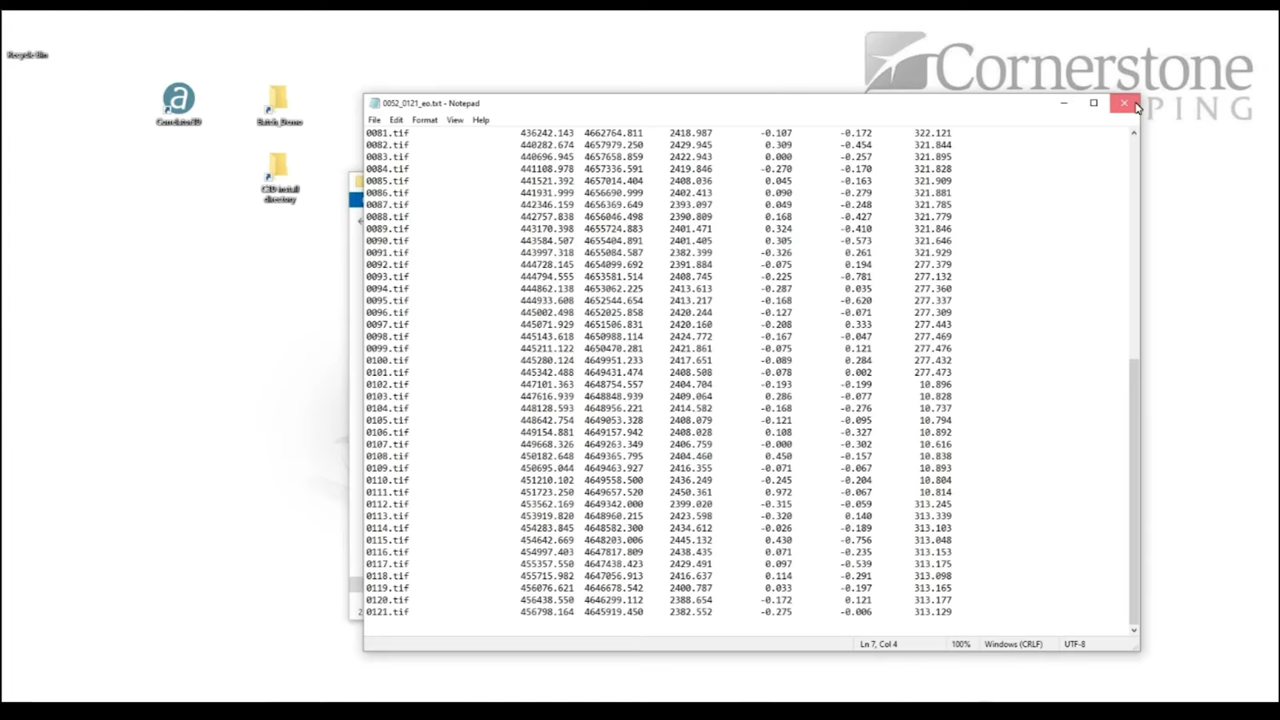 Recycle Bin
Cornerstone
PING
Correlator3D
Batch_Demo
C3D install
directory
0052_0121_eo.txt - Notepad
File Edit Format View Help
0081.tif 436242.143 4662764.811 2418.987 -0.107 -0.172 322.121
0082.tif 440282.674 4657979.250 2429.945 0.309 -0.454 321.844
0083.tif 440696.945 4657658.859 2422.943 0.000 -0.257 321.895
0084.tif 441108.978 4657336.591 2419.846 -0.270 -0.170 321.828
0085.tif 441521.392 4657014.404 2408.036 0.045 -0.163 321.909
0086.tif 441931.999 4656690.999 2402.413 0.090 -0.279 321.881
0087.tif 442346.159 4656369.649 2393.097 0.049 -0.248 321.785
0088.tif 442757.838 4656046.498 2390.809 0.168 -0.427 321.779
0089.tif 443170.398 4655724.883 2401.471 0.324 -0.410 321.846
0090.tif 443584.507 4655404.891 2401.405 0.305 -0.573 321.646
0091.tif 443997.318 4655084.587 2382.399 -0.326 0.261 321.929
0092.tif 444728.145 4654099.692 2391.884 -0.075 0.194 277.379
0093.tif 444794.555 4653581.514 2408.745 -0.225 -0.781 277.132
0094.tif 444862.138 4653062.225 2413.613 -0.287 0.035 277.360
0095.tif 444933.608 4652544.654 2413.217 -0.168 -0.620 277.337
0096.tif 445002.498 4652025.858 2420.244 -0.127 -0.071 277.309
0097.tif 445071.929 4651506.831 2420.160 -0.208 0.333 277.443
0098.tif 445143.618 4650988.114 2424.772 -0.167 -0.047 277.469
0099.tif 445211.122 4650470.281 2421.861 -0.075 0.121 277.476
0100.tif 445280.124 4649951.233 2417.651 -0.089 0.284 277.432
0101.tif 445342.488 4649431.474 2408.508 -0.078 0.002 277.473
0102.tif 447101.363 4648754.557 2404.704 -0.193 -0.199 10.896
0103.tif 447616.939 4648848.939 2409.064 0.286 -0.077 10.828
0104.tif 448128.593 4648956.221 2414.582 -0.168 -0.276 10.737
0105.tif 448642.754 4649053.328 2408.079 -0.121 -0.095 10.794
0106.tif 449154.881 4649157.942 2408.028 0.108 -0.327 10.892
0107.tif 449668.326 4649263.349 2406.759 -0.000 -0.302 10.616
0108.tif 450182.648 4649365.795 2404.460 0.450 -0.157 10.838
0109.tif 450695.044 4649463.927 2416.355 -0.071 -0.067 10.893
0110.tif 451210.102 4649558.500 2436.249 -0.245 -0.204 10.804
0111.tif 451723.250 4649657.520 2450.361 0.972 -0.067 10.814
0112.tif 453562.169 4649342.000 2399.020 -0.315 -0.059 313.245
0113.tif 453919.820 4648960.215 2423.598 -0.320 0.140 313.339
0114.tif 454283.845 4648582.300 2434.612 -0.026 -0.189 313.103
0115.tif 454642.669 4648203.006 2445.132 0.430 -0.756 313.048
0116.tif 454997.403 4647817.809 2438.435 0.071 -0.235 313.153
0117.tif 455357.550 4647438.423 2429.491 0.097 -0.539 313.175
0118.tif 455715.982 4647056.913 2416.637 0.114 -0.291 313.098
0119.tif 456076.621 4646678.542 2400.787 0.033 -0.197 313.165
0120.tif 456438.550 4646299.112 2388.654 -0.172 0.121 313.177
0121.tif 456798.164 4645919.450 2382.552 -0.275 -0.006 313.129
2
Ln 7, Col 4 100% Windows (CRLF) UTF-8